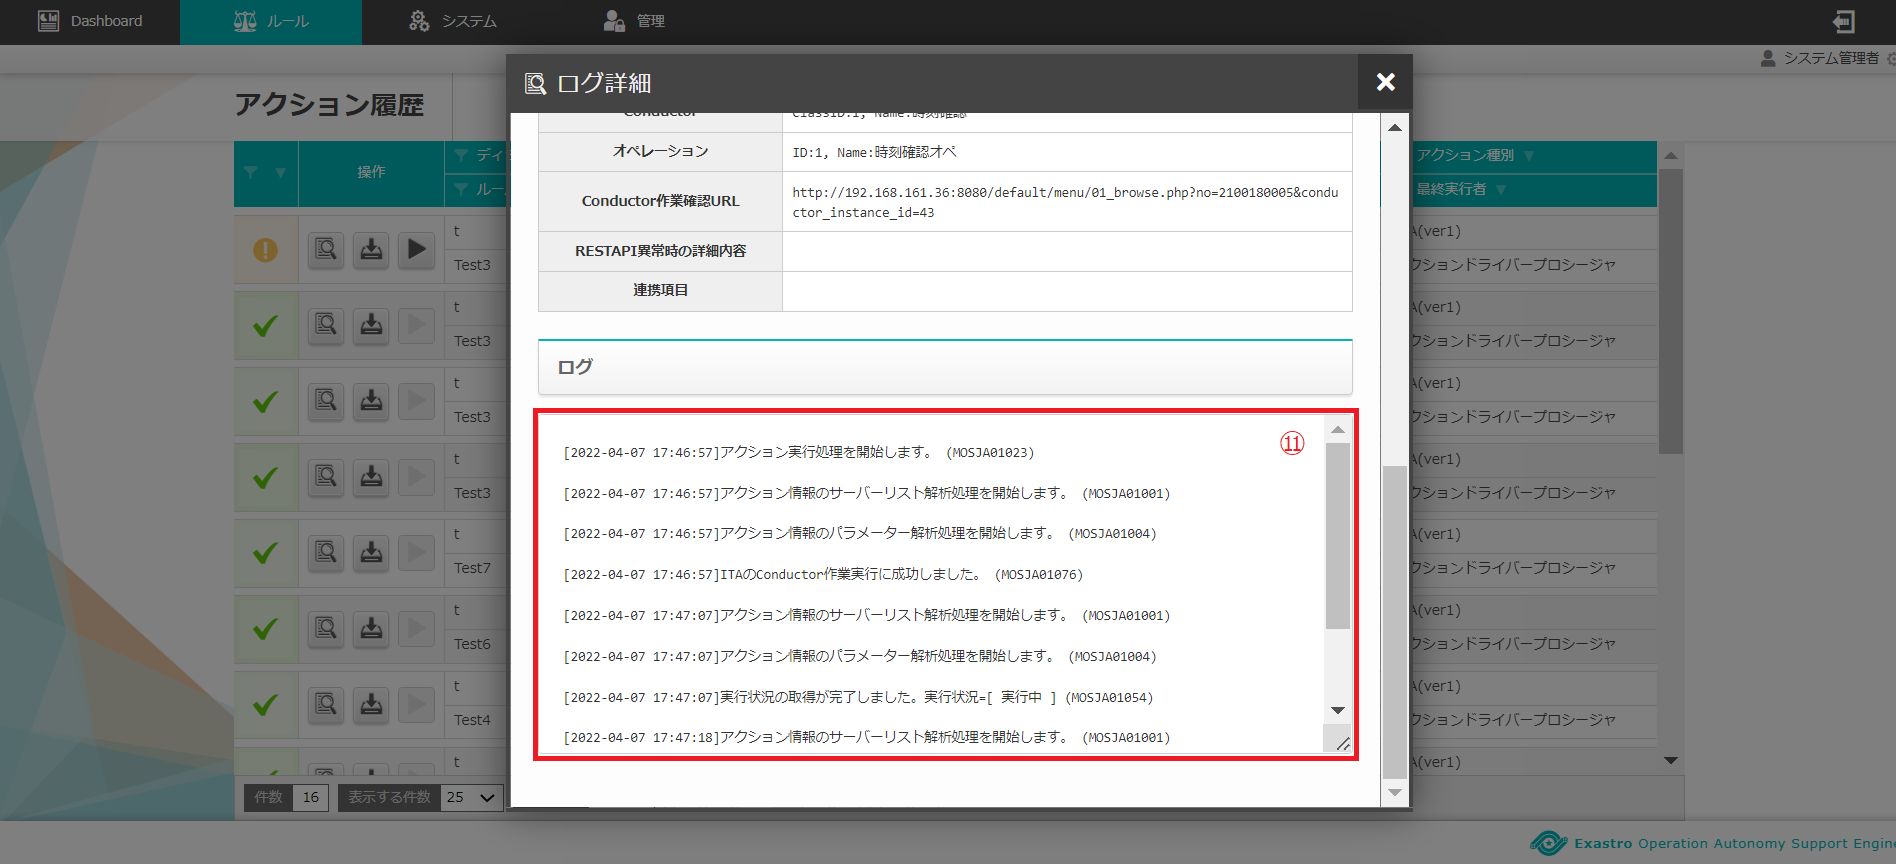 Dashboard
ルール
システム
管理
システム管理者
アクション履歴
ログ詳細
操作
ディ
ルー
アクション種別
最終実行者
Conductor
ClassID:1, Name:時刻確認
オペレーション
ID:1, Name:時刻確認オペ
Conductor作業確認URL
http://192.168.161.36:8080/default/menu/01_browse.php?no=2100180005&condu
ctor_instance_id=43
RESTAPI異常時の詳細内容
連携項目
ログ
⑪
[2022-04-07 17:46:57]アクション実行処理を開始します。 (MOSJA01023)
[2022-04-07 17:46:57]アクション情報のサーバーリスト解析処理を開始します。 (MOSJA01001)
[2022-04-07 17:46:57]アクション情報のパラメーター解析処理を開始します。 (MOSJA01004)
[2022-04-07 17:46:57]ITAのConductor作業実行に成功しました。 (MOSJA01076)
[2022-04-07 17:47:07]アクション情報のサーバーリスト解析処理を開始します。 (MOSJA01001)
[2022-04-07 17:47:07]アクション情報のパラメーター解析処理を開始します。 (MOSJA01004)
[2022-04-07 17:47:07]実行状況の取得が完了しました。実行状況=[ 実行中 ] (MOSJA01054)
[2022-04-07 17:47:18]アクション情報のサーバーリスト解析処理を開始します。 (MOSJA01001)
t
Test3
t
Test3
t
Test3
t
Test3
t
Test7
t
Test6
t
Test4
t
A(ver1)
クションドライバープロシージャ
A(ver1)
クションドライバープロシージャ
A(ver1)
クションドライバープロシージャ
A(ver1)
クションドライバープロシージャ
A(ver1)
クションドライバープロシージャ
A(ver1)
クションドライバープロシージャ
A(ver1)
クションドライバープロシージャ
A(ver1)
件数 16 表示する件数 25
Exastro Operation Autonomy Support Engine